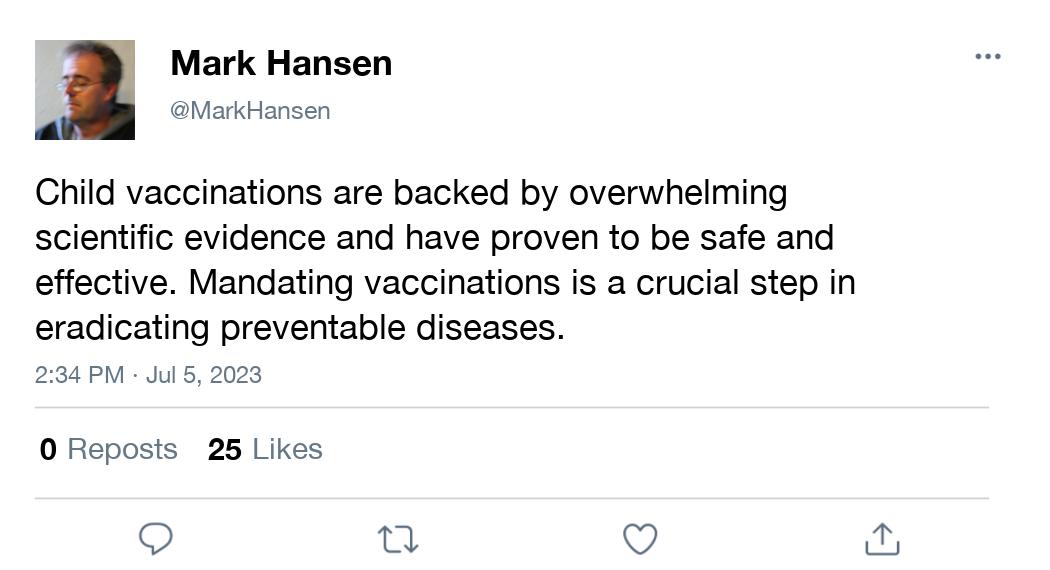 Mark Hansen
@MarkHansen
Child vaccinations are backed by overwhelming
scientific evidence and have proven to be safe and
effective. Mandating vaccinations is a crucial step in
eradicating preventable diseases.
2:34 PM · Jul 5, 2023
0 Reposts 25 Likes